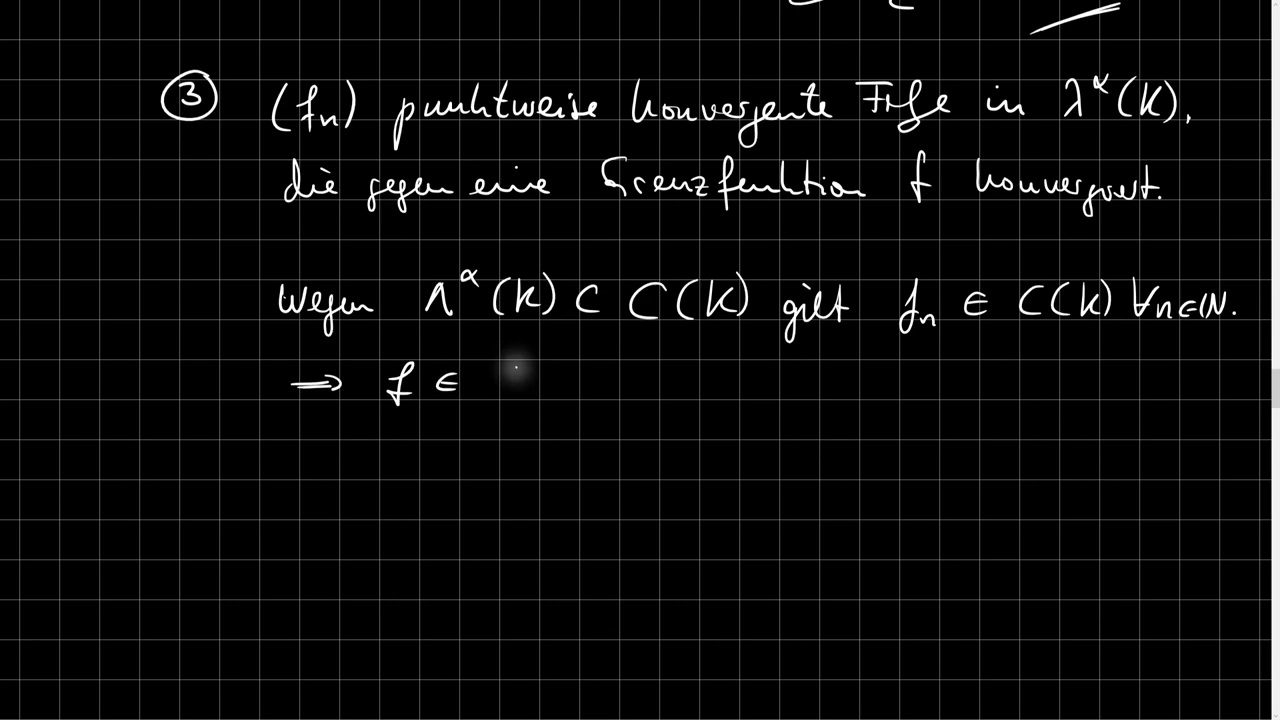 ③ (fn) punktweise konvergente Folge in λ^α(K),
die gegen eine Grenzfunktion f konvergiert.
Wegen Λ^α(K) ⊂ C(K) gilt fn ∈ C(K) ∀n∈ℕ.
⟹ f ∈